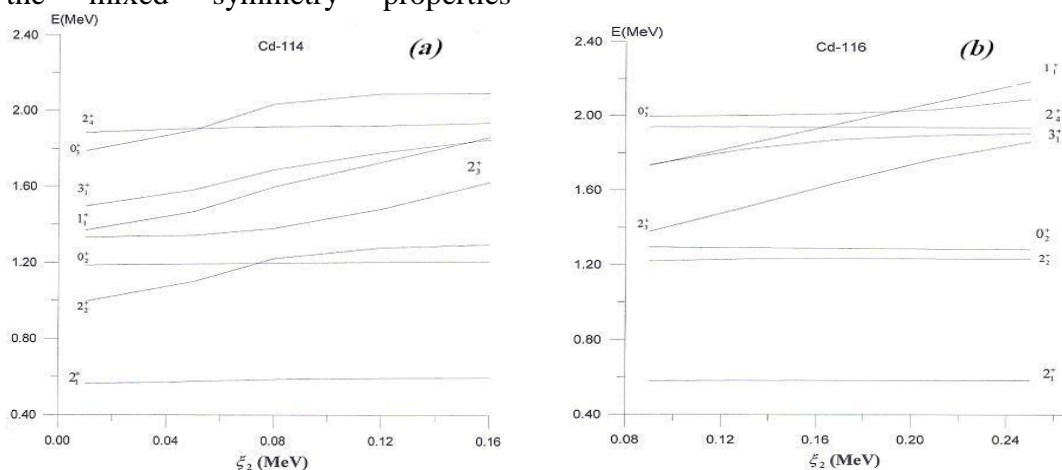 the mixed symmetry properties
E(MeV)
Cd-114
(a)
2.40
2.00
1.60
1.20
0.80
0.40
2₄⁺
0₃⁺
3₁⁺
1₁⁺
0₂⁺
2₂⁺
2₁⁺
2₃⁺
0.00 0.04 0.08 0.12 0.16
ξ₂ (MeV)
E(MeV)
Cd-116
(b)
2.40
2.00
1.60
1.20
0.80
0.40
0₃⁺
2₃⁺
1₁⁺
2₄⁺
3₁⁺
0₂⁺
2₂⁺
2₁⁺
0.08 0.12 0.16 0.20 0.24
ξ₂ (MeV)